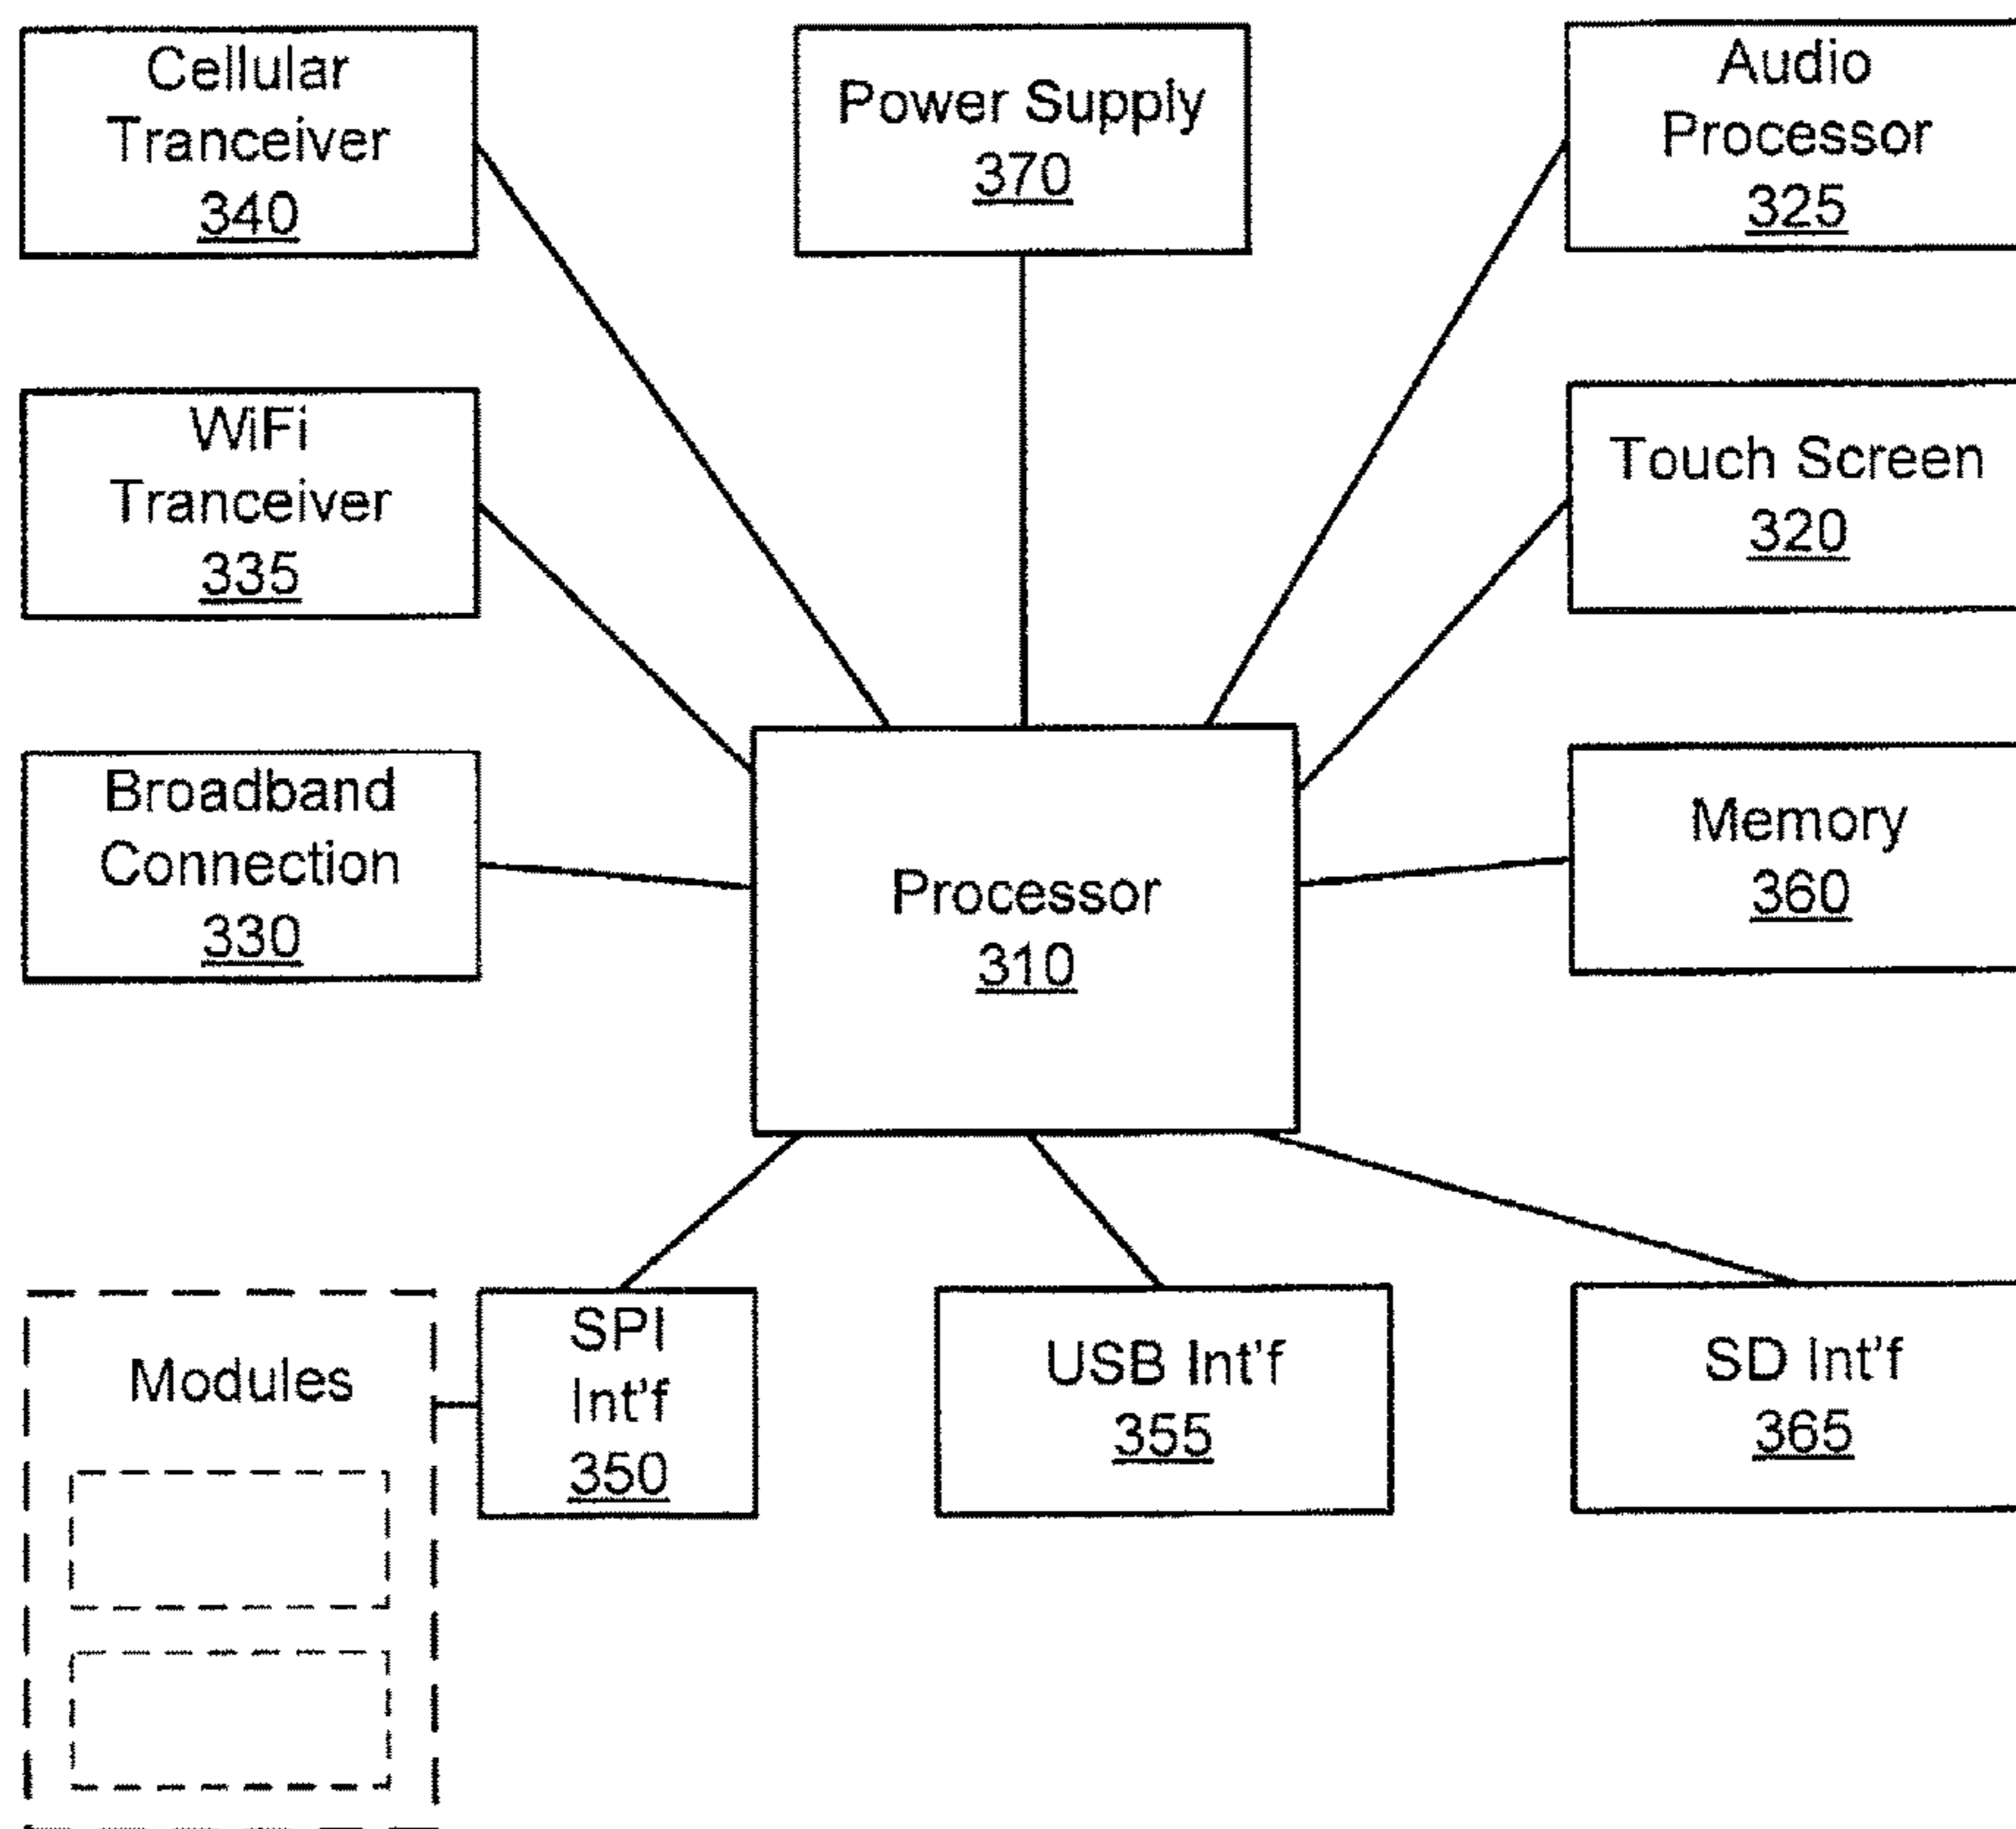 Cellular
Tranceiver
340
Power Supply
370
Audio
Processor
325
WiFi
Tranceiver
335
Touch Screen
320
Broadband
Connection
330
Processor
310
Memory
360
Modules
SPI
Int'f
350
USB Int'f
355
SD Int'f
365